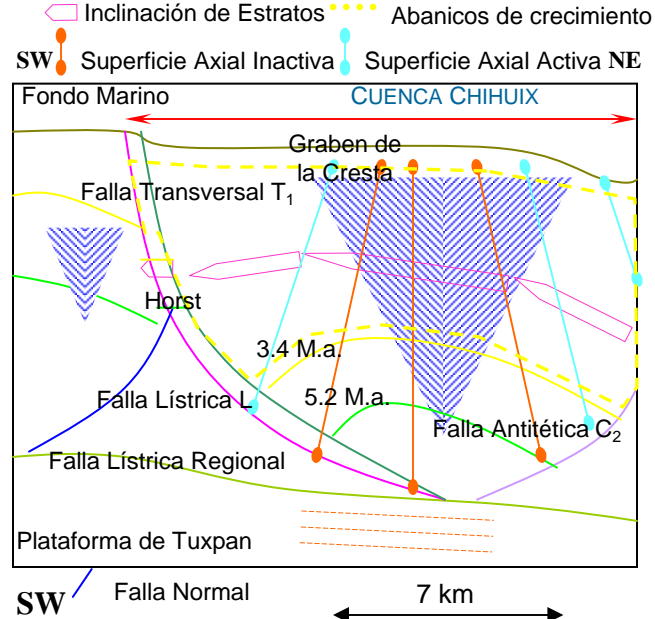 Inclinación de Estratos
Abanicos de crecimiento
SW
Superficie Axial Inactiva
Superficie Axial Activa
NE
Fondo Marino
CUENCA CHIHUIX
Graben de
la Cresta
Falla Transversal T1
Horst
3.4 M.a.
5.2 M.a.
Falla Lístrica L
Falla Antitética C2
Falla Lístrica Regional
Plataforma de Tuxpan
SW
Falla Normal
7 km